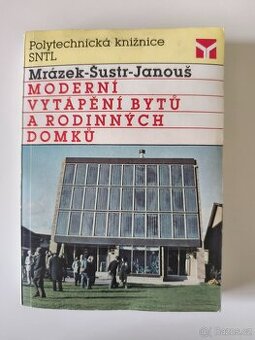 Polytechnická knižnice
SNTL
Mrázek-Šustr-Janouš
MODERNÍ
VYTÁPĚNÍ BYTŮ
A RODINNÝCH
DOMKŮ